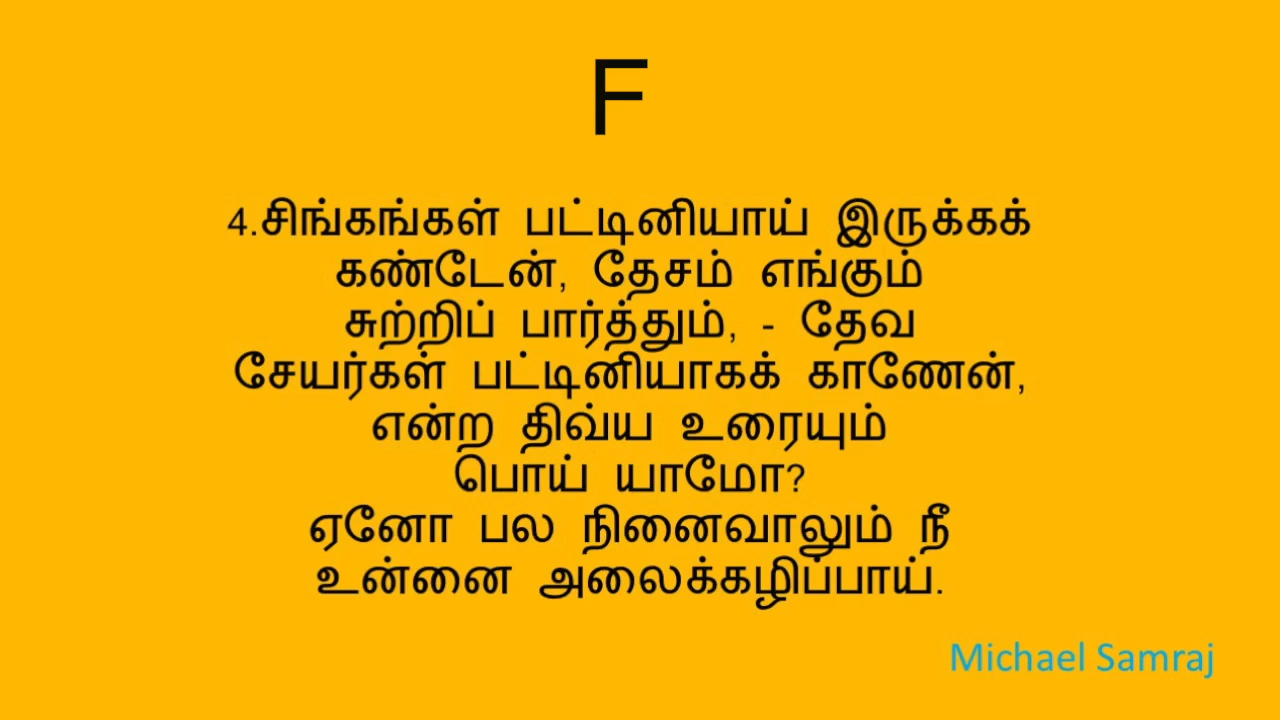 F
4.சிங்கங்கள் பட்டினியாய் இருக்கக்
கண்டேன், தேசம் எங்கும்
சுற்றிப் பார்த்தும், - தேவ
சேயர்கள் பட்டினியாகக் காணேன்,
என்ற திவ்ய உரையும்
பொய் யாமோ?
ஏனோ பல நினைவாலும் நீ
உன்னை அலைக்கழிப்பாய்.
Michael Samraj